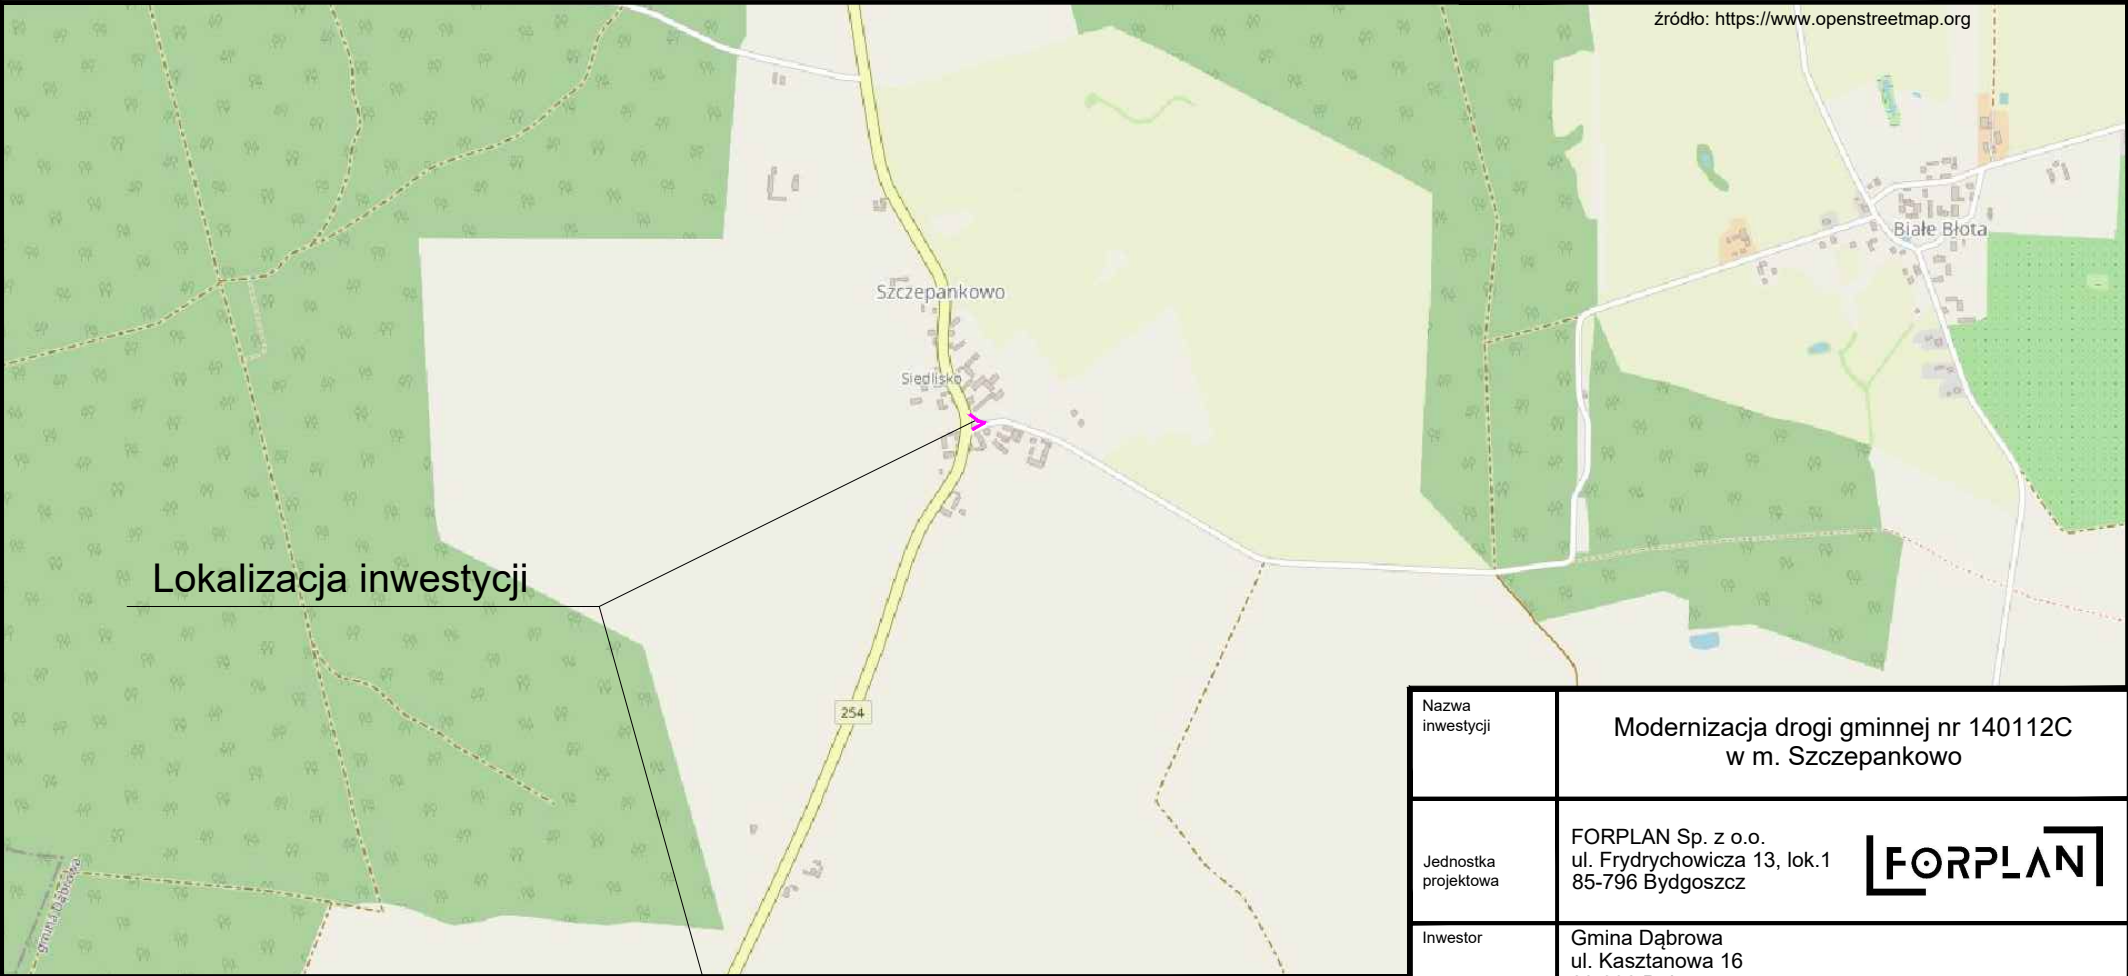 źródło: https://www.openstreetmap.org
Białe Błota
Szczepankowo
Siedlisko
Lokalizacja inwestycji
254
gmina Dąbrowa
Nazwa
inwestycji
Modernizacja drogi gminnej nr 140112C
w m. Szczepankowo
Jednostka
projektowa
FORPLAN Sp. z o.o.
ul. Frydrychowicza 13, lok.1
85-796 Bydgoszcz
FORPLAN
Inwestor
Gmina Dąbrowa
ul. Kasztanowa 16